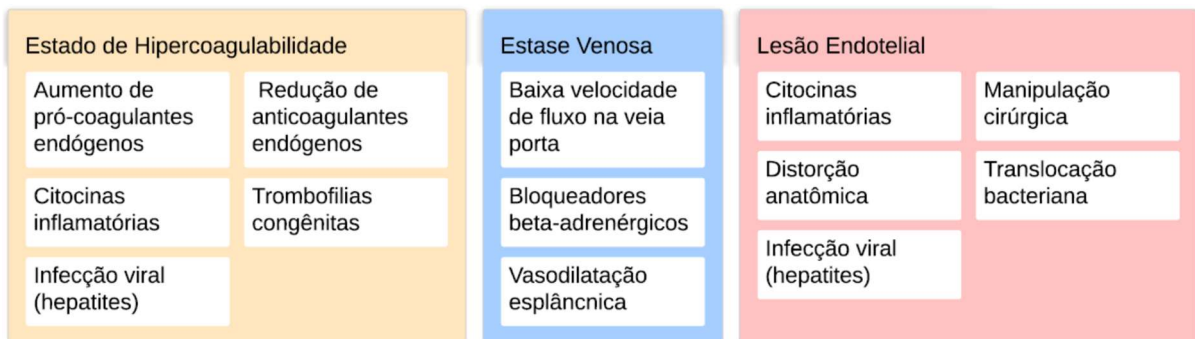 Estado de Hipercoagulabilidade
Aumento de
pró-coagulantes
endógenos
Redução de
anticoagulantes
endógenos
Citocinas
inflamatórias
Trombofilias
congênitas
Infecção viral
(hepatites)
Estase Venosa
Baixa velocidade
de fluxo na veia
porta
Bloqueadores
beta-adrenérgicos
Vasodilatação
esplâncnica
Lesão Endotelial
Citocinas
inflamatórias
Manipulação
cirúrgica
Distorção
anatômica
Translocação
bacteriana
Infecção viral
(hepatites)